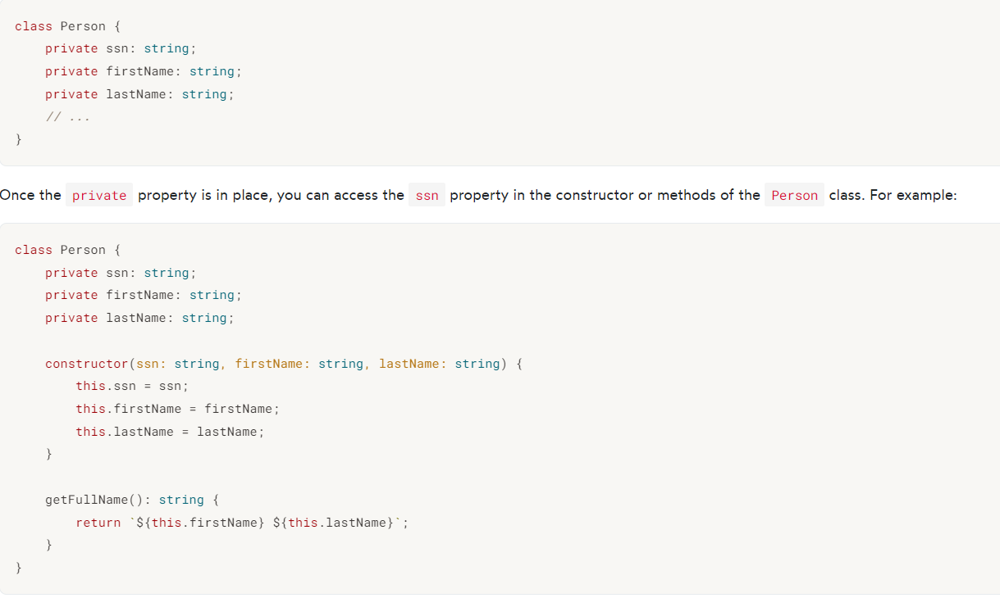 class Person {
    private ssn: string;
    private firstName: string;
    private lastName: string;
    // ...
}
Once the private property is in place, you can access the ssn property in the constructor or methods of the Person class. For example:
class Person {
    private ssn: string;
    private firstName: string;
    private lastName: string;

    constructor(ssn: string, firstName: string, lastName: string) {
        this.ssn = ssn;
        this.firstName = firstName;
        this.lastName = lastName;
    }

    getFullName(): string {
        return `${this.firstName} ${this.lastName}`;
    }
}